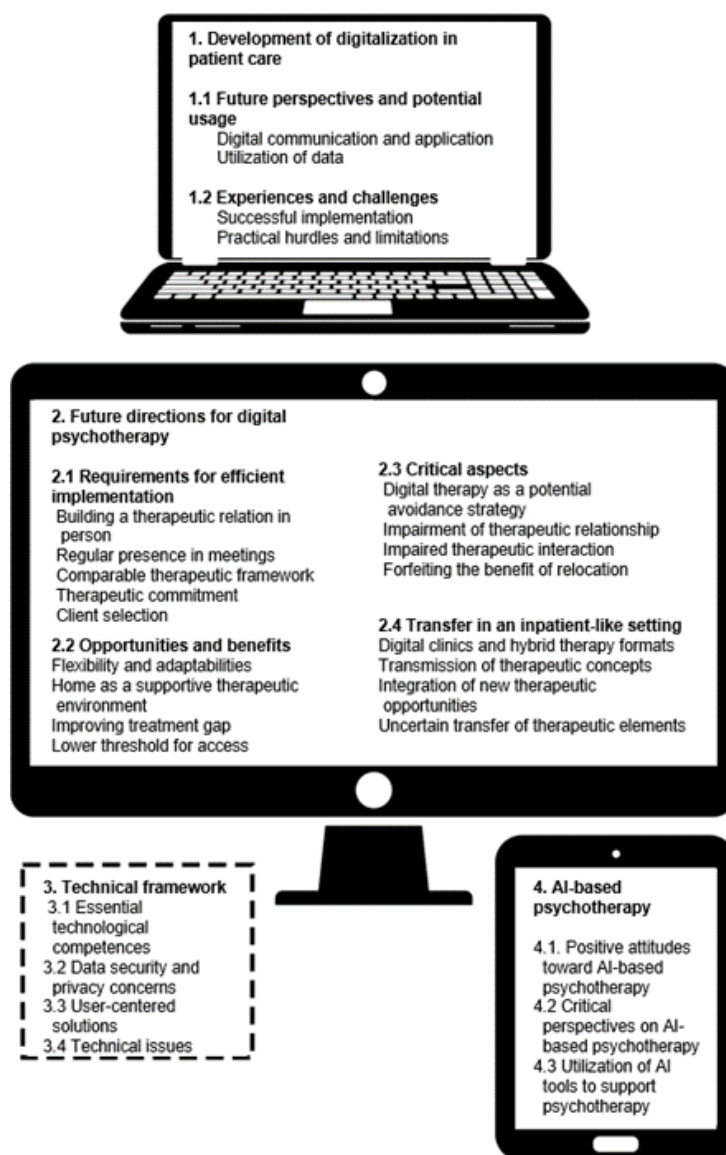 1. Development of digitalization in
patient care
1.1 Future perspectives and potential
usage
Digital communication and application
Utilization of data
1.2 Experiences and challenges
Successful implementation
Practical hurdles and limitations
2. Future directions for digital
psychotherapy
2.1 Requirements for efficient
implementation
Building a therapeutic relation in
person
Regular presence in meetings
Comparable therapeutic framework
Therapeutic commitment
Client selection
2.2 Opportunities and benefits
Flexibility and adaptabilities
Home as a supportive therapeutic
environment
Improving treatment gap
Lower threshold for access
2.3 Critical aspects
Digital therapy as a potential
avoidance strategy
Impairment of therapeutic relationship
Impaired therapeutic interaction
Forfeiting the benefit of relocation
2.4 Transfer in an inpatient-like setting
Digital clinics and hybrid therapy formats
Transmission of therapeutic concepts
Integration of new therapeutic
opportunities
Uncertain transfer of therapeutic elements
3. Technical framework
3.1 Essential
technological
competences
3.2 Data security and
privacy concerns
3.3 User-centered
solutions
3.4 Technical issues
4. AI-based
psychotherapy
4.1. Positive attitudes
toward AI-based
psychotherapy
4.2 Critical
perspectives on AI-
based psychotherapy
4.3 Utilization of AI
tools to support
psychotherapy